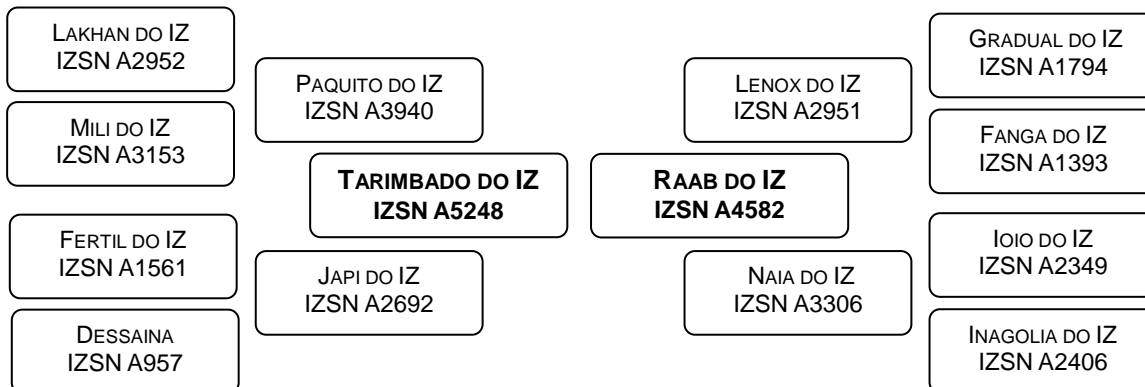 LAKHAN DO IZ
IZSN A2952
MILI DO IZ
IZSN A3153
FERTIL DO IZ
IZSN A1561
DESSAINA
IZSN A957
PAQUITO DO IZ
IZSN A3940
JAPI DO IZ
IZSN A2692
TARIMBADO DO IZ
IZSN A5248
RAAB DO IZ
IZSN A4582
LENOX DO IZ
IZSN A2951
NAIA DO IZ
IZSN A3306
GRADUAL DO IZ
IZSN A1794
FANGA DO IZ
IZSN A1393
IOIO DO IZ
IZSN A2349
INAGOLIA DO IZ
IZSN A2406